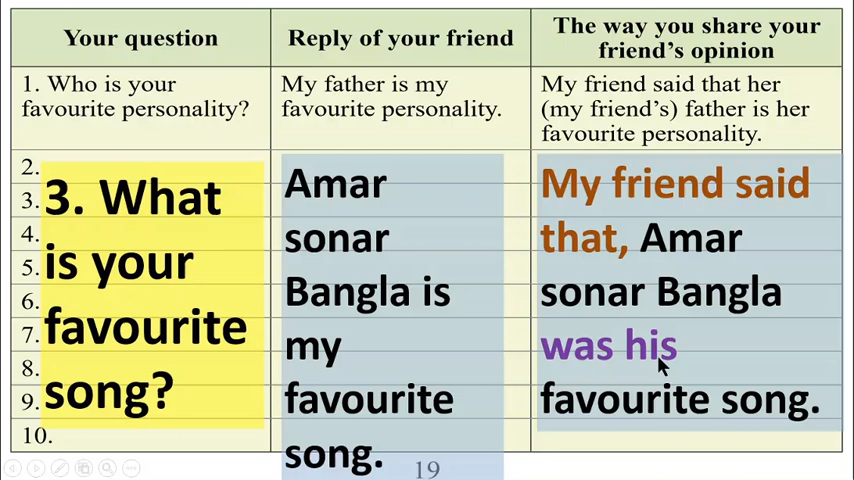 Your question
Reply of your friend
The way you share your
friend's opinion
1. Who is your
favourite personality?
My father is my
favourite personality.
My friend said that her
(my friend's) father is her
favourite personality.
2.
3.
4.
5.
6.
7.
8.
9.
10.
3. What
is your
favourite
song?
Amar
sonar
Bangla is
my
favourite
song.
My friend said
that, Amar
sonar Bangla
was his
favourite song.
19